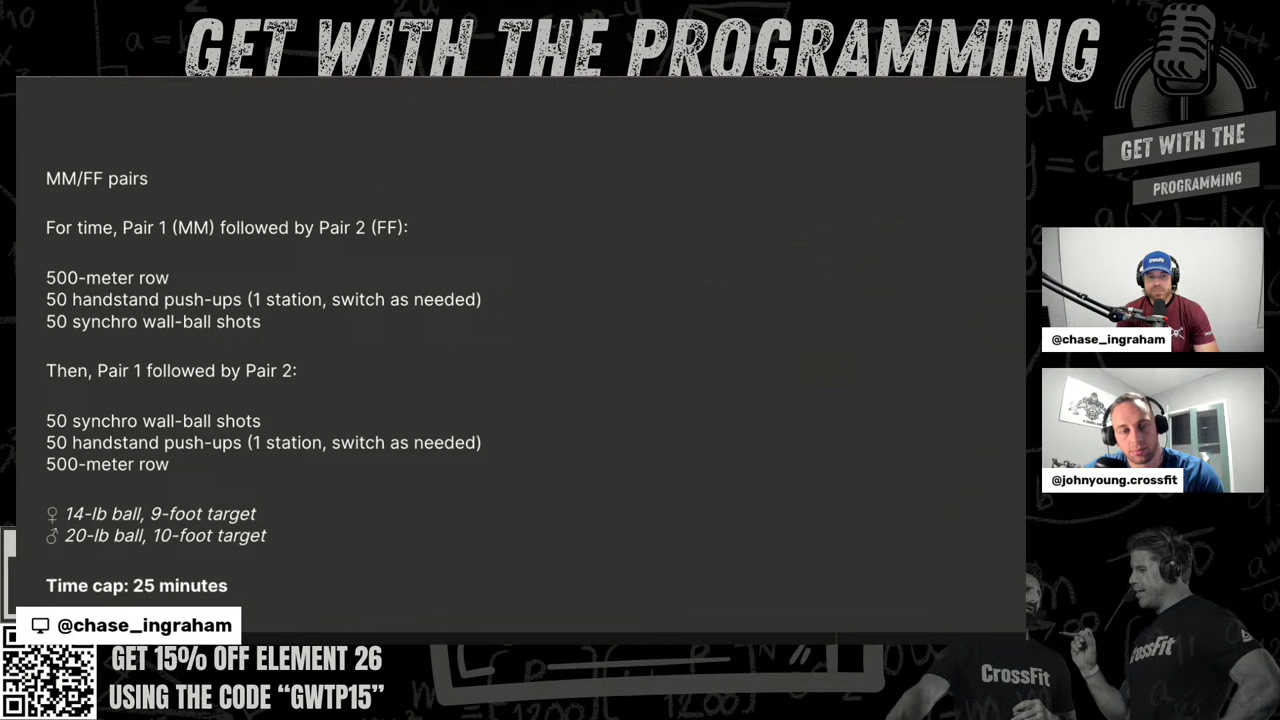 GET WITH THE PROGRAMMING
GET WITH THE
PROGRAMMING
MM/FF pairs
For time, Pair 1 (MM) followed by Pair 2 (FF):
500-meter row
50 handstand push-ups (1 station, switch as needed)
50 synchro wall-ball shots
Then, Pair 1 followed by Pair 2:
50 synchro wall-ball shots
50 handstand push-ups (1 station, switch as needed)
500-meter row
♀ 14-lb ball, 9-foot target
♂ 20-lb ball, 10-foot target
Time cap: 25 minutes
@chase_ingraham
@johnyoung.crossfit
@chase_ingraham
GET 15% OFF ELEMENT 26
USING THE CODE “GWTP15”
CrossFit
CrossFit